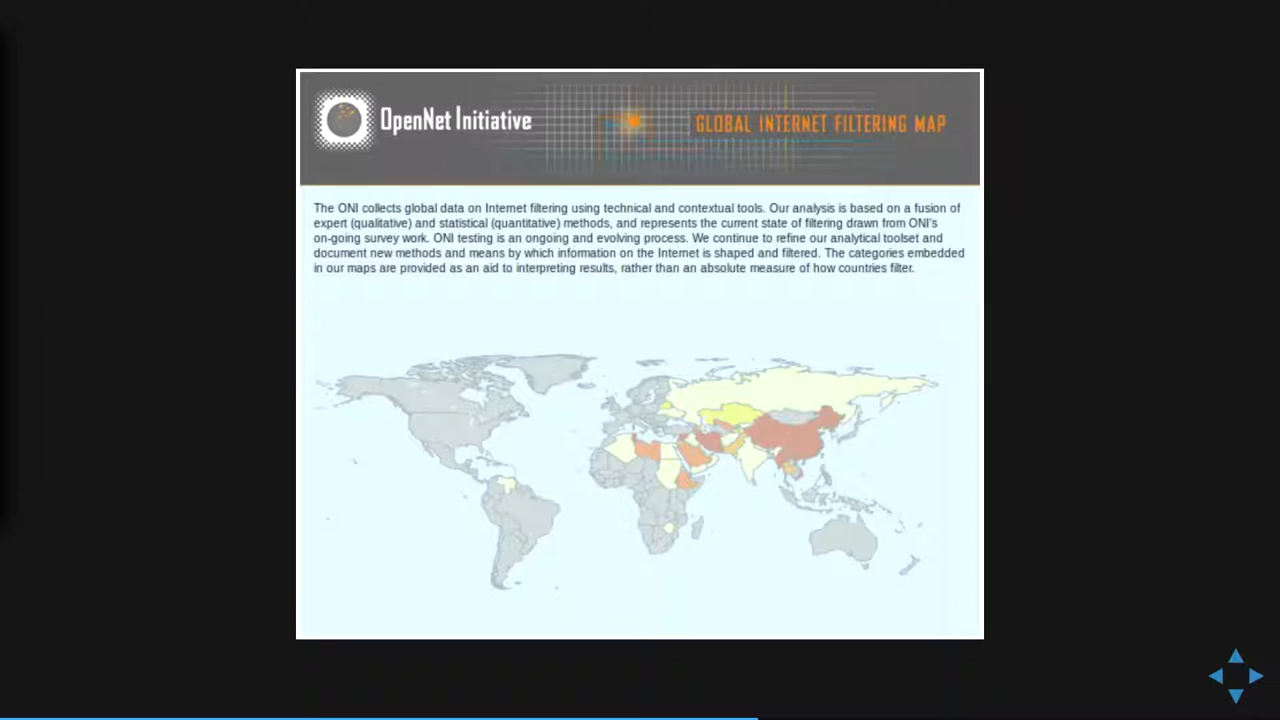 OpenNet Initiative
GLOBAL INTERNET FILTERING MAP
The ONI collects global data on Internet filtering using technical and contextual tools. Our analysis is based on a fusion of
expert (qualitative) and statistical (quantitative) methods, and represents the current state of filtering drawn from ONI's
on-going survey work. ONI testing is an ongoing and evolving process. We continue to refine our analytical toolset and
document new methods and means by which information on the Internet is shaped and filtered. The categories embedded
in our maps are provided as an aid to interpreting results, rather than an absolute measure of how countries filter.